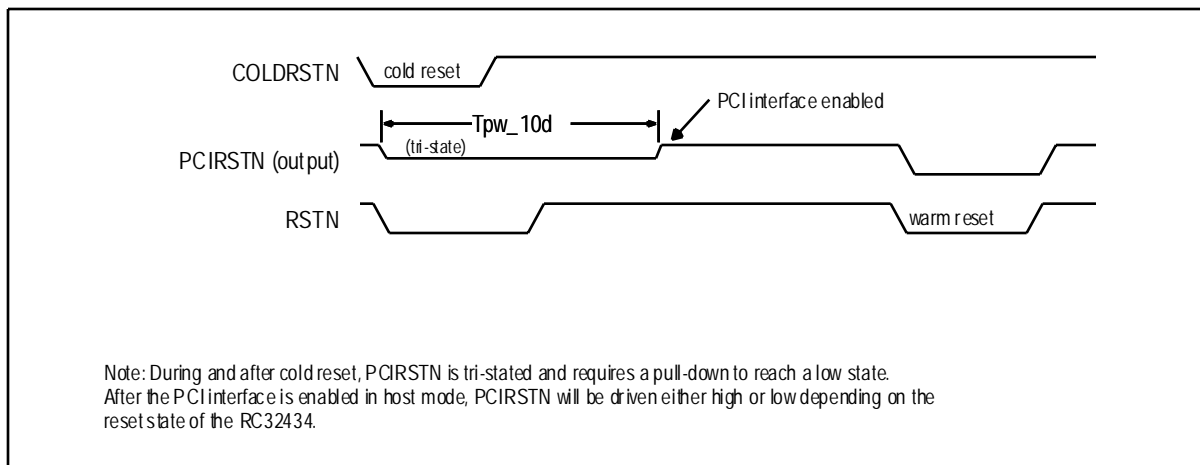 COLDRSTN
cold reset
PCI interface enabled
Tpw_10d
(tri-state)
PCIRSTN (output)
RSTN
warm reset
Note: During and after cold reset, PCIRSTN is tri-stated and requires a pull-down to reach a low state.
After the PCI interface is enabled in host mode, PCIRSTN will be driven either high or low depending on the
reset state of the RC32434.